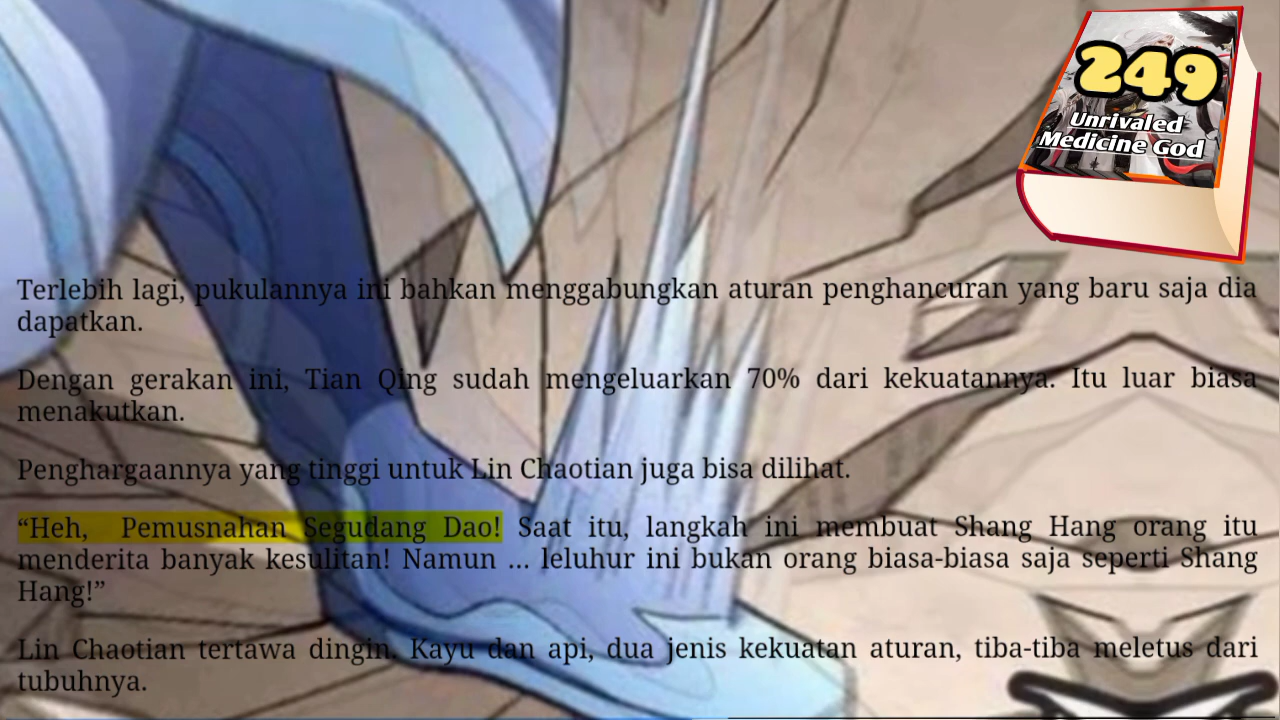 249
Unrivaled
Medicine God
Terlebih lagi, pukulannya ini bahkan menggabungkan aturan penghancuran yang baru saja dia
dapatkan.
Dengan gerakan ini, Tian Qing sudah mengeluarkan 70% dari kekuatannya. Itu luar biasa
menakutkan.
Penghargaannya yang tinggi untuk Lin Chaotian juga bisa dilihat.
“Heh, Pemusnahan Segudang Dao! Saat itu, langkah ini membuat Shang Hang orang itu
menderita banyak kesulitan! Namun ... leluhur ini bukan orang biasa-biasa saja seperti Shang
Hang!”
Lin Chaotian tertawa dingin. Kayu dan api, dua jenis kekuatan aturan, tiba-tiba meletus dari
tubuhnya.